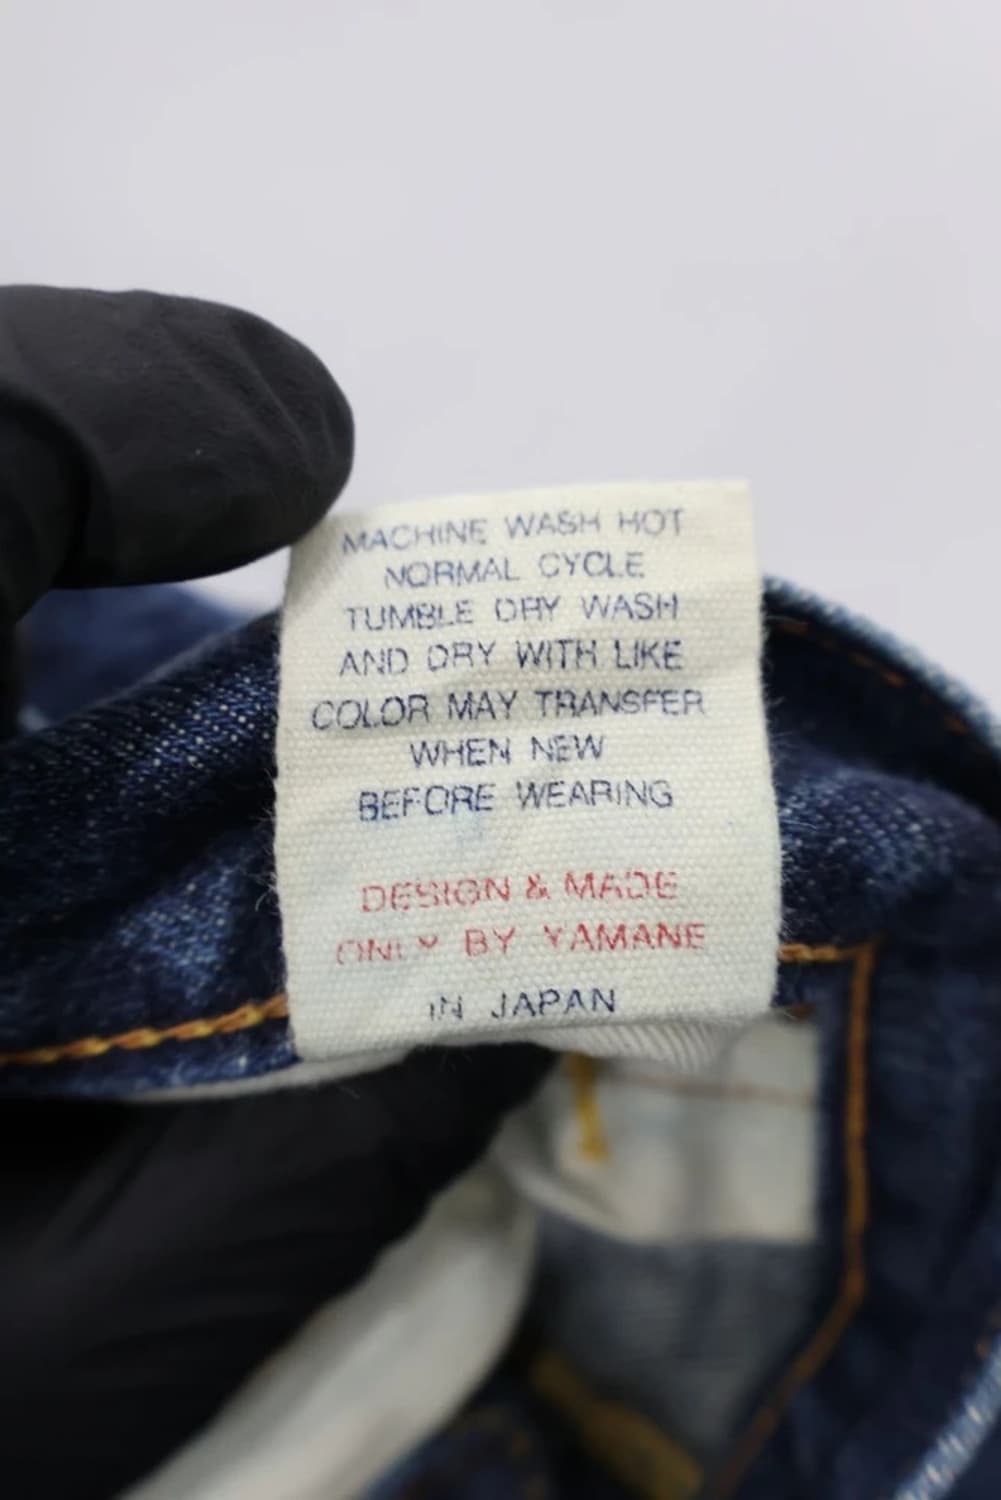 MACHINE WASH HOT
NORMAL CYCLE
TUMBLE DRY WASH
AND DRY WITH LIKE
COLOR MAY TRANSFER
WHEN NEW
BEFORE WEARING
DESIGN & MADE
ONLY BY YAMANE
IN JAPAN